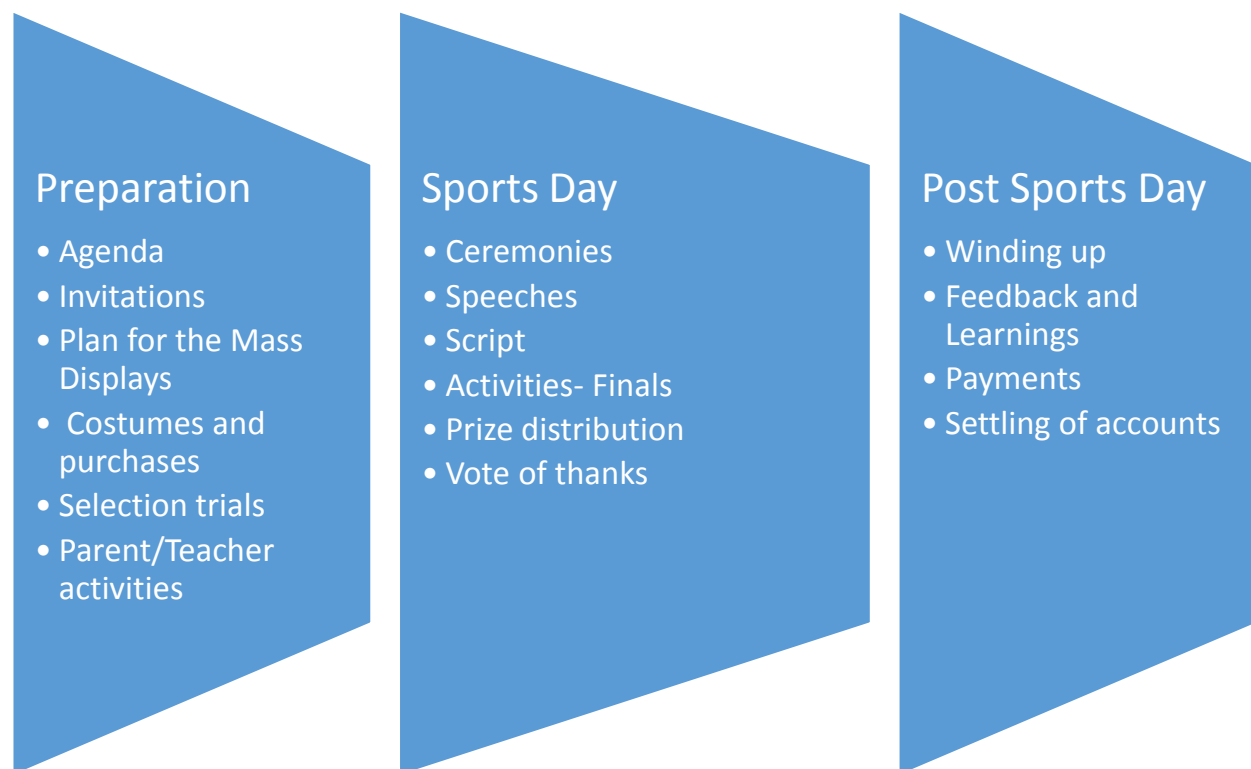 Preparation
• Agenda
• Invitations
• Plan for the Mass
Displays
• Costumes and
purchases
• Selection trials
• Parent/Teacher
activities
Sports Day
• Ceremonies
• Speeches
• Script
• Activities- Finals
• Prize distribution
• Vote of thanks
Post Sports Day
• Winding up
• Feedback and
Learnings
• Payments
• Settling of accounts